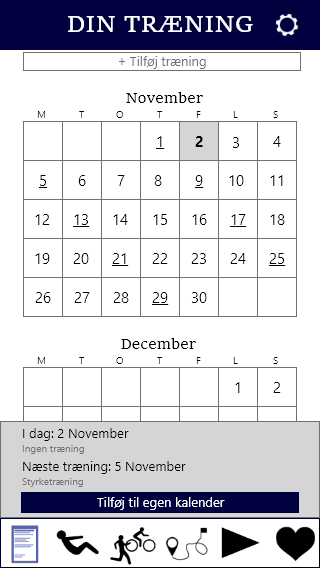 DIN TRÆNING
+ Tilføj træning
November
M T O T F L S
1 2 3 4
5 6 7 8 9 10 11
12 13 14 15 16 17 18
19 20 21 22 23 24 25
26 27 28 29 30
December
M T O T F L S
1 2
I dag: 2 November
Ingen træning
Næste træning: 5 November
Styrketræning
Tilføj til egen kalender